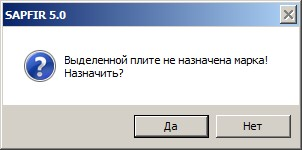 SAPFIR 5.0
Выделенной плите не назначена марка!
Назначить?
Да
Нет